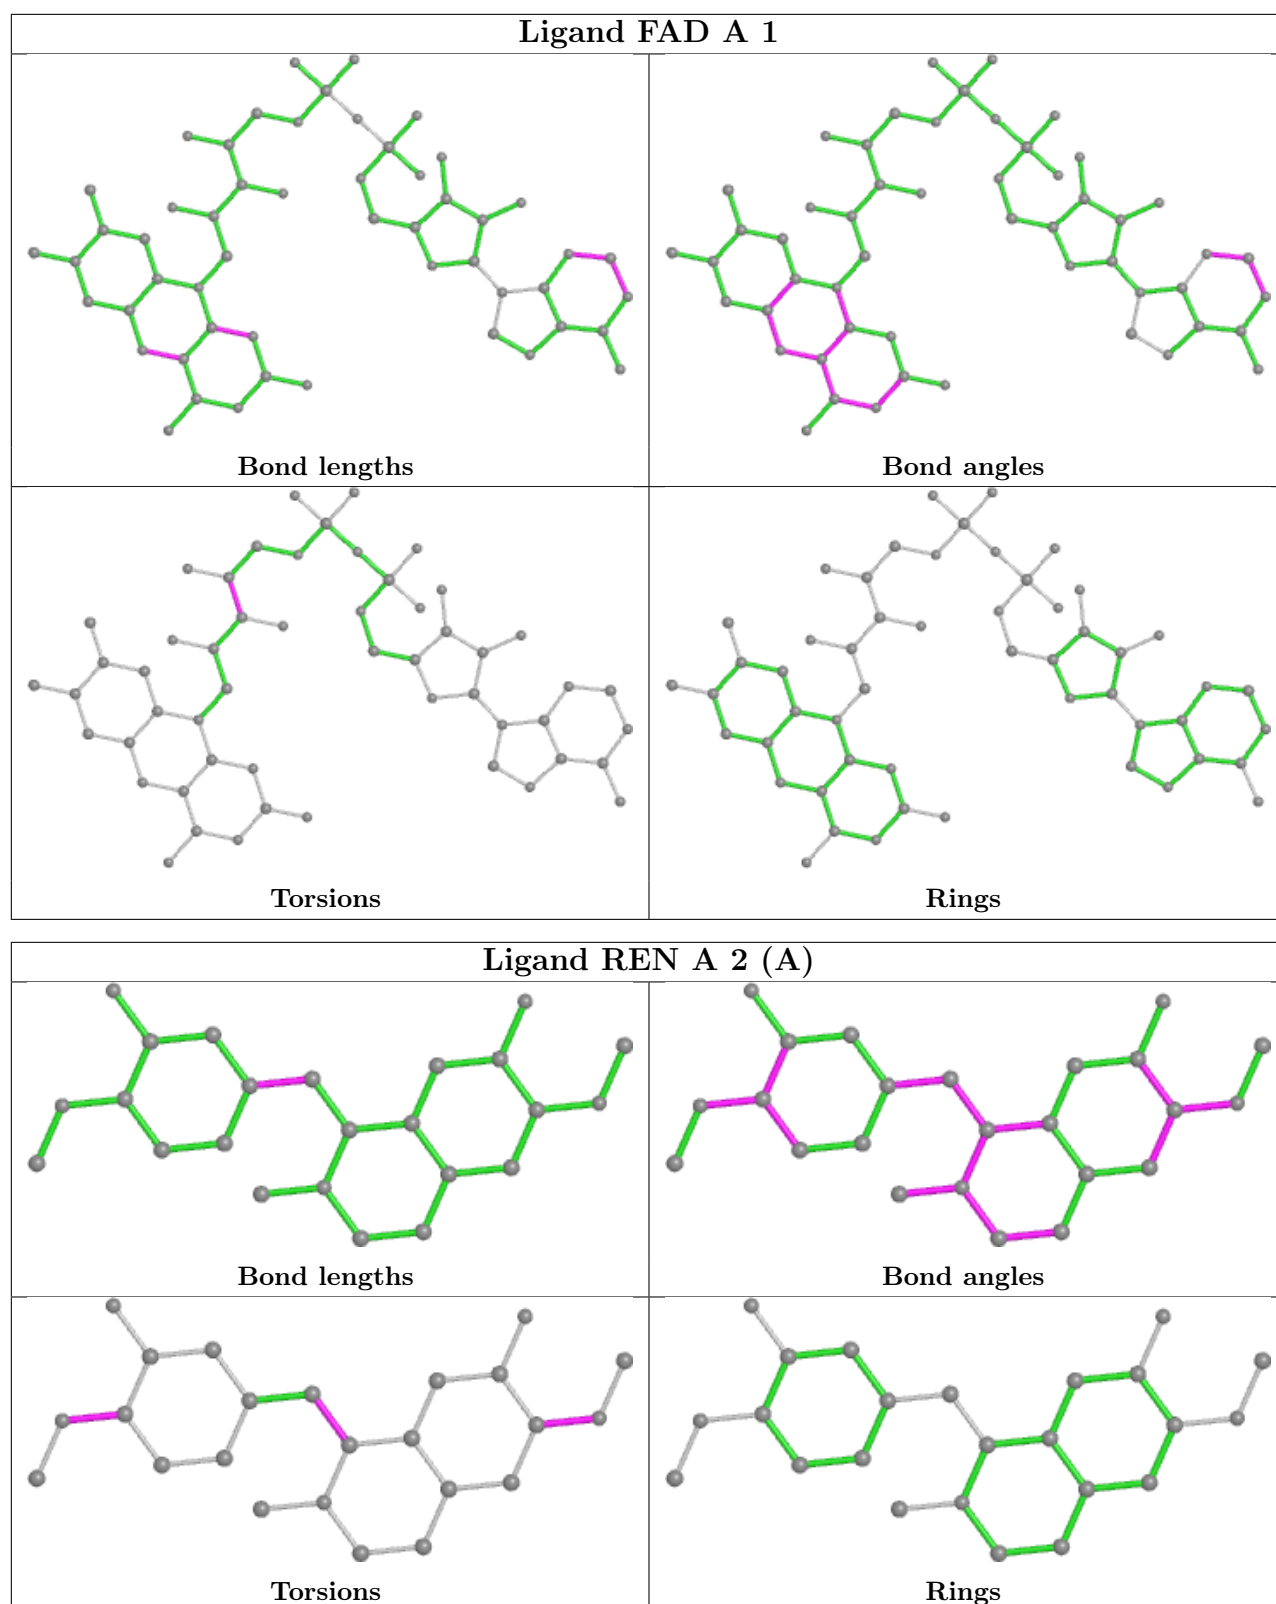 Ligand FAD A 1
Bond lengths
Bond angles
Torsions
Rings
Ligand REN A 2 (A)
Bond lengths
Bond angles
Torsions
Rings